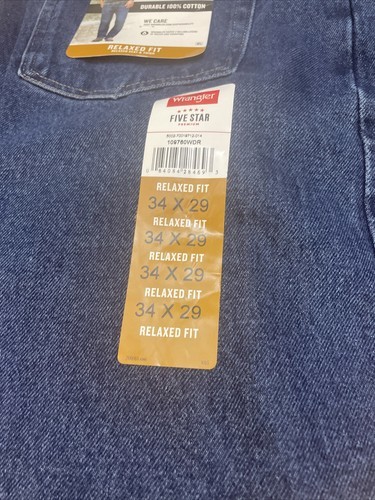 DURABLE 100% COTTON
WE CARE
RELAXED FIT
Wrangler
★★★★★
FIVE STAR
PREMIUM
109760WDR
RELAXED FIT
34 X 29
RELAXED FIT
34 X 29
RELAXED FIT
34 X 29
RELAXED FIT
34 X 29
RELAXED FIT